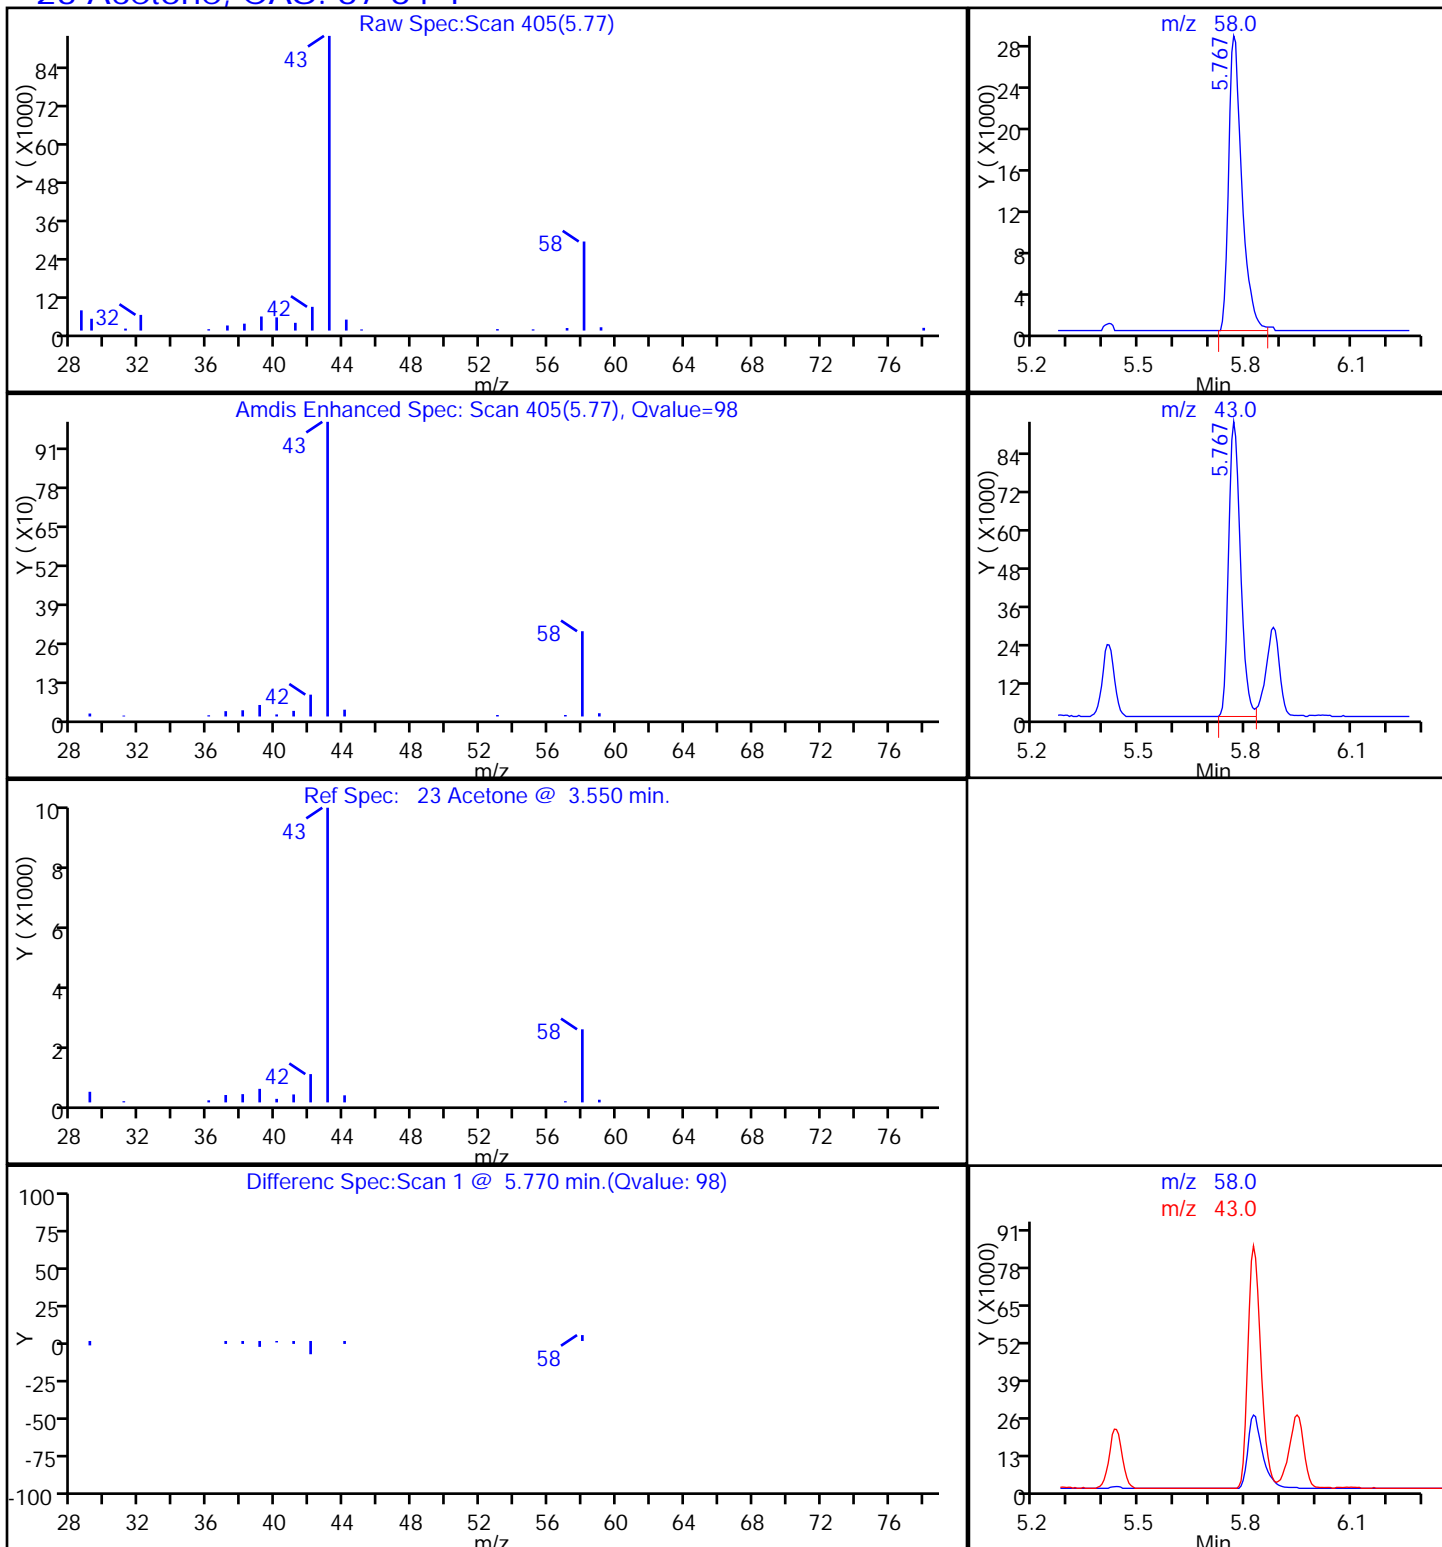 Raw Spec:Scan 405(5.77)
Y ( X1000)
84
72
60
48
36
24
12
0
43
58
42
32
28 32 36 40 44 48 52 56 60 64 68 72 76
m/z
m/z 58.0
Y ( X1000)
28
24
20
16
12
8
4
0
5.767
5.2 5.5 5.8 6.1
Min
Amdis Enhanced Spec: Scan 405(5.77), Qvalue=98
Y ( X10)
91
78
65
52
39
26
13
0
43
58
42
28 32 36 40 44 48 52 56 60 64 68 72 76
m/z
m/z 43.0
Y ( X1000)
84
72
60
48
36
24
12
0
5.767
5.2 5.5 5.8 6.1
Min
Ref Spec: 23 Acetone @ 3.550 min.
Y ( X1000)
10
8
6
4
2
0
43
58
42
28 32 36 40 44 48 52 56 60 64 68 72 76
m/z
Differenc Spec:Scan 1 @ 5.770 min.(Qvalue: 98)
Y
100
75
50
25
0
-25
-50
-75
-100
58
28 32 36 40 44 48 52 56 60 64 68 72 76
m/z
m/z 58.0
m/z 43.0
Y ( X1000)
91
78
65
52
39
26
13
0
5.2 5.5 5.8 6.1
Min